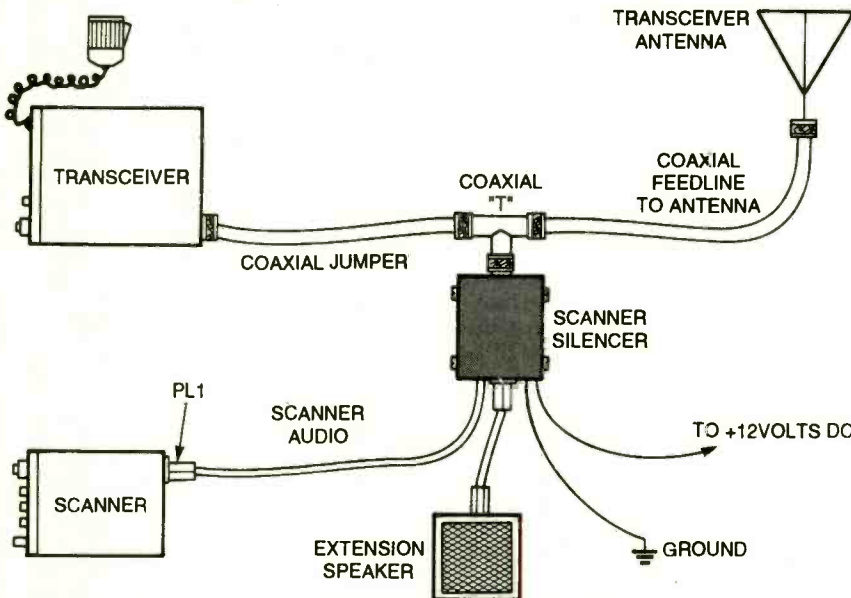 TRANSCEIVER
ANTENNA
TRANSCEIVER
COAXIAL
"T"
COAXIAL
FEEDLINE
TO ANTENNA
COAXIAL JUMPER
SCANNER
SILENCER
PL1
SCANNER
AUDIO
TO +12VOLTS DC
SCANNER
EXTENSION
SPEAKER
GROUND